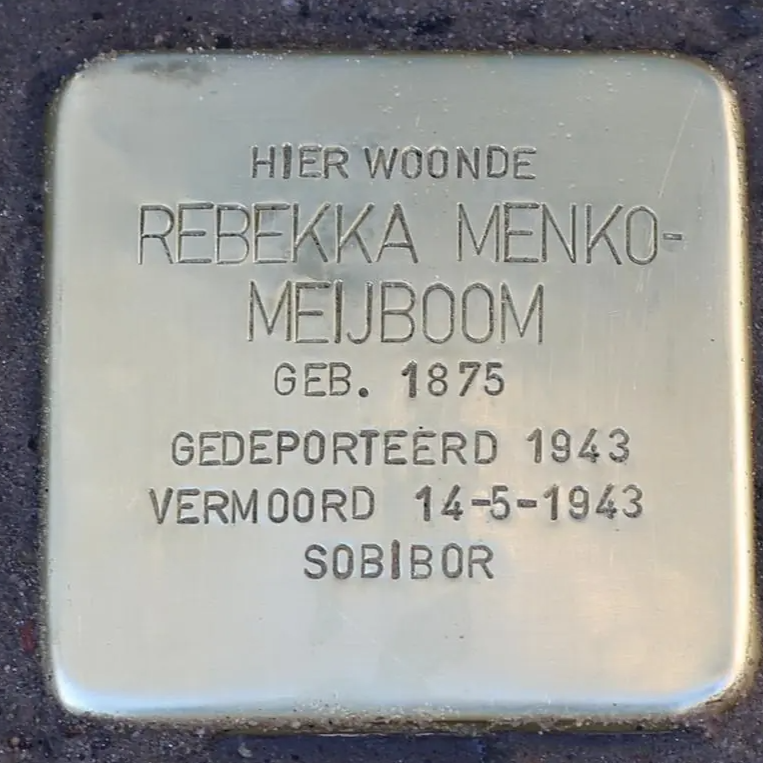 HIER WOONDE
REBEKKA MENKO-
MEIJBOOM
GEB. 1875
GEDEPORTEERD 1943
VERMOORD 14-5-1943
SOBIBOR